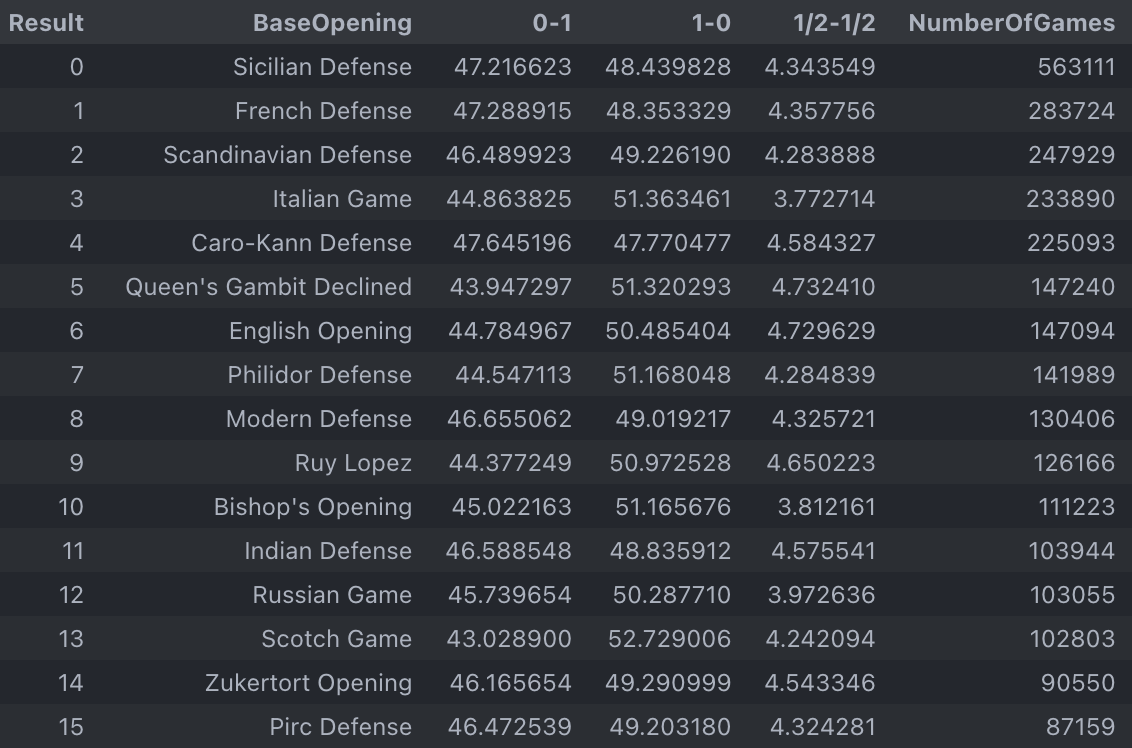 Result BaseOpening 0-1 1-0 1/2-1/2 NumberOfGames
0 Sicilian Defense 47.216623 48.439828 4.343549 563111
1 French Defense 47.288915 48.353329 4.357756 283724
2 Scandinavian Defense 46.489923 49.226190 4.283888 247929
3 Italian Game 44.863825 51.363461 3.772714 233890
4 Caro-Kann Defense 47.645196 47.770477 4.584327 225093
5 Queen's Gambit Declined 43.947297 51.320293 4.732410 147240
6 English Opening 44.784967 50.485404 4.729629 147094
7 Philidor Defense 44.547113 51.168048 4.284839 141989
8 Modern Defense 46.655062 49.019217 4.325721 130406
9 Ruy Lopez 44.377249 50.972528 4.650223 126166
10 Bishop's Opening 45.022163 51.165676 3.812161 111223
11 Indian Defense 46.588548 48.835912 4.575541 103944
12 Russian Game 45.739654 50.287710 3.972636 103055
13 Scotch Game 43.028900 52.729006 4.242094 102803
14 Zukertort Opening 46.165654 49.290999 4.543346 90550
15 Pirc Defense 46.472539 49.203180 4.324281 87159